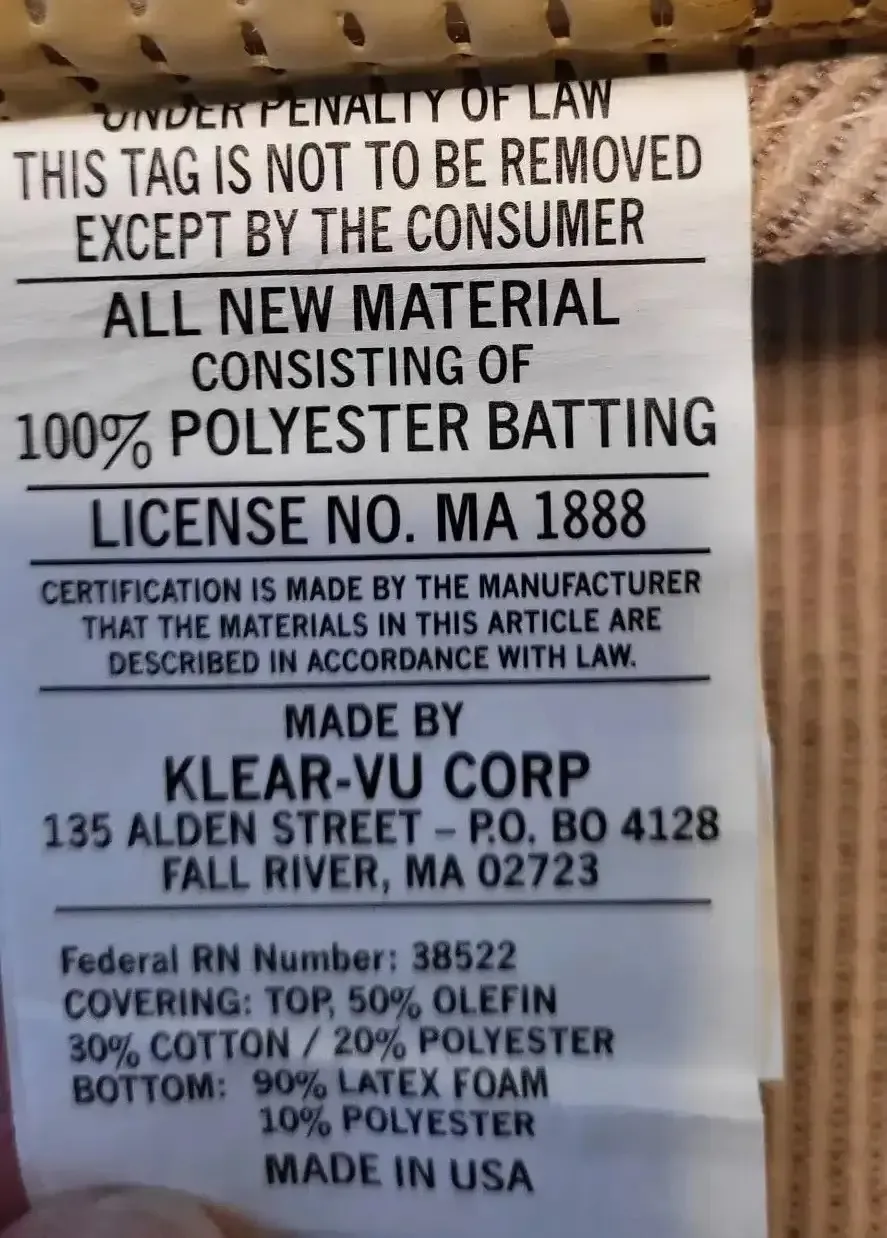 UNDER PENALTY OF LAW
THIS TAG IS NOT TO BE REMOVED
EXCEPT BY THE CONSUMER
ALL NEW MATERIAL
CONSISTING OF
100% POLYESTER BATTING
LICENSE NO. MA 1888
CERTIFICATION IS MADE BY THE MANUFACTURER
THAT THE MATERIALS IN THIS ARTICLE ARE
DESCRIBED IN ACCORDANCE WITH LAW.
MADE BY
KLEAR-VU CORP
135 ALDEN STREET – P.O. BO 4128
FALL RIVER, MA 02723
Federal RN Number: 38522
COVERING: TOP, 50% OLEFIN
30% COTTON / 20% POLYESTER
BOTTOM: 90% LATEX FOAM
10% POLYESTER
MADE IN USA